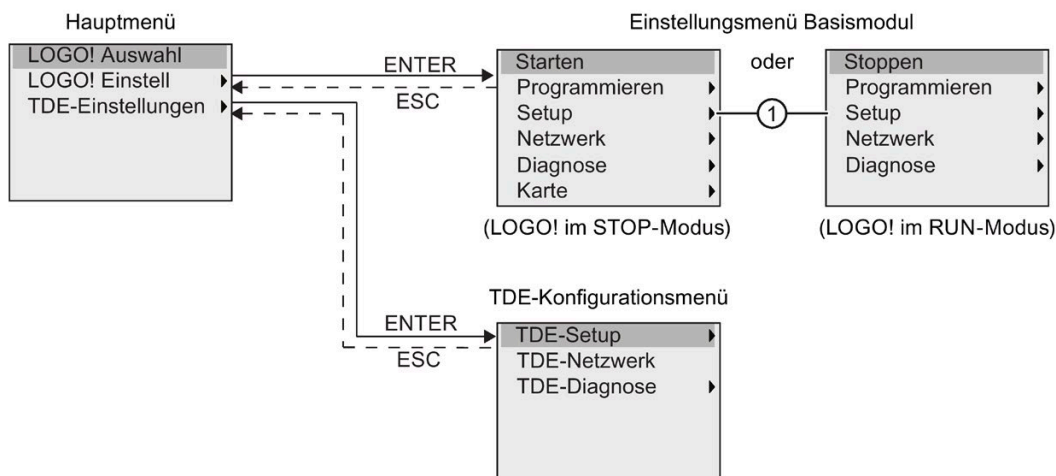 Hauptmenü
LOGO! Auswahl
LOGO! Einstell
TDE-Einstellungen
ENTER
ESC
Einstellungsmenü Basismodul
Starten
Programmieren
Setup
Netzwerk
Diagnose
Karte
(LOGO! im STOP-Modus)
oder
1
Stoppen
Programmieren
Setup
Netzwerk
Diagnose
(LOGO! im RUN-Modus)
ENTER
ESC
TDE-Konfigurationsmenü
TDE-Setup
TDE-Netzwerk
TDE-Diagnose